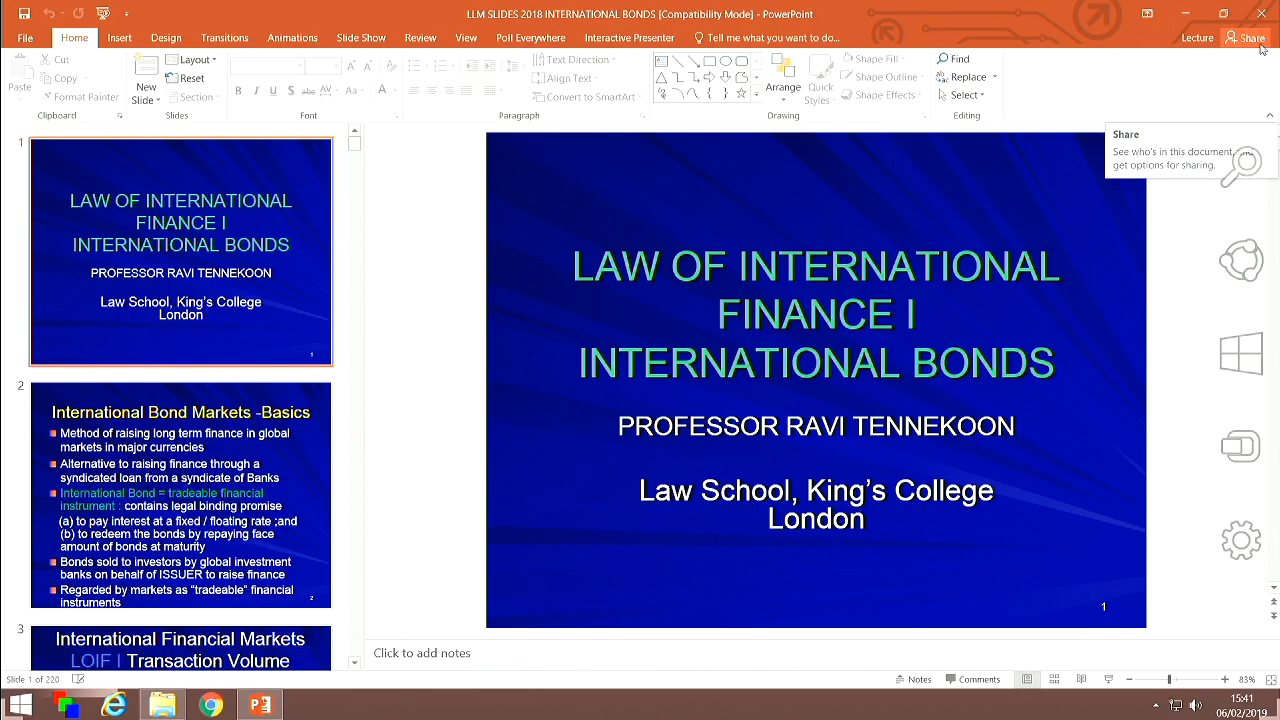 LLM SLIDES 2018 INTERNATIONAL BONDS [Compatibility Mode] - PowerPoint
File Home Insert Design Transitions Animations Slide Show Review View Poll Everywhere Interactive Presenter Tell me what you want to do... Lecture Share
Paste
Cut
Copy
Format Painter
Clipboard
New
Slide
Layout
Reset
Section
Slides
B I U S abc AV Aa A
Font
Text Direction
Align Text
Convert to SmartArt
Paragraph
Arrange
Quick
Styles
Shape Fill
Shape Outline
Shape Effects
Drawing
Find
Replace
Select
Editing
Share
See who's in this document, and
get options for sharing.
1
LAW OF INTERNATIONAL
FINANCE I
INTERNATIONAL BONDS
PROFESSOR RAVI TENNEKOON
Law School, King's College
London
1
2
International Bond Markets -Basics
Method of raising long term finance in global
markets in major currencies
Alternative to raising finance through a
syndicated loan from a syndicate of Banks
International Bond = tradeable financial
instrument : contains legal binding promise
(a) to pay interest at a fixed / floating rate ;and
(b) to redeem the bonds by repaying face
amount of bonds at maturity
Bonds sold to investors by global investment
banks on behalf of ISSUER to raise finance
Regarded by markets as "tradeable" financial
instruments
2
3
International Financial Markets
LOIF I Transaction Volume
LAW OF INTERNATIONAL
FINANCE I
INTERNATIONAL BONDS
PROFESSOR RAVI TENNEKOON
Law School, King's College
London
1
Click to add notes
Slide 1 of 220 Notes Comments 83%
15:41
06/02/2019